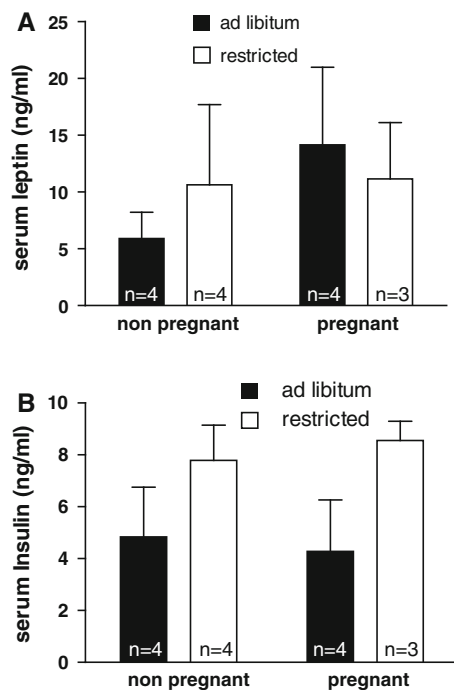 A
ad libitum
restricted
serum leptin (ng/ml)
25
20
15
10
5
0
n=4
n=4
n=4
n=3
non pregnant
pregnant
B
ad libitum
restricted
serum Insulin (ng/ml)
10
8
6
4
2
0
n=4
n=4
n=4
n=3
non pregnant
pregnant